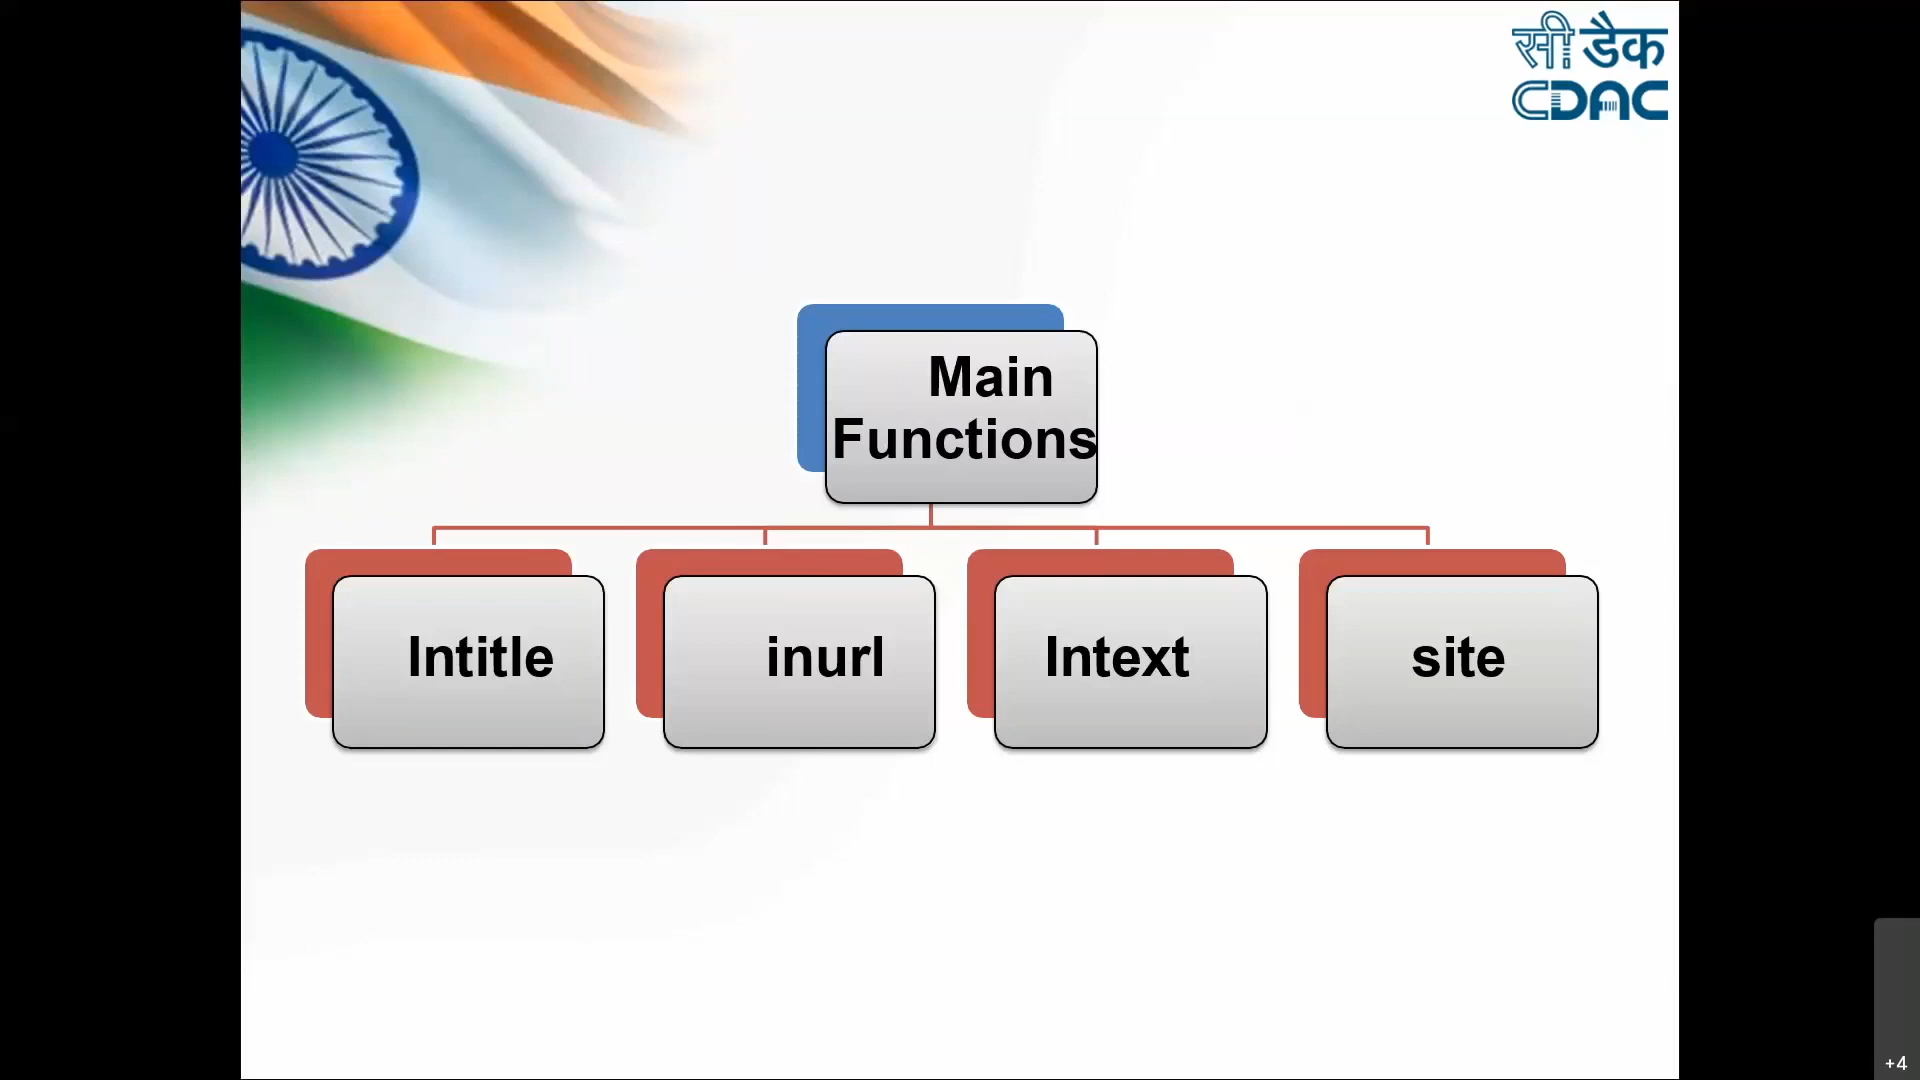 सी डैक
CDAC
Main
Functions
Intitle
inurl
Intext
site
+4